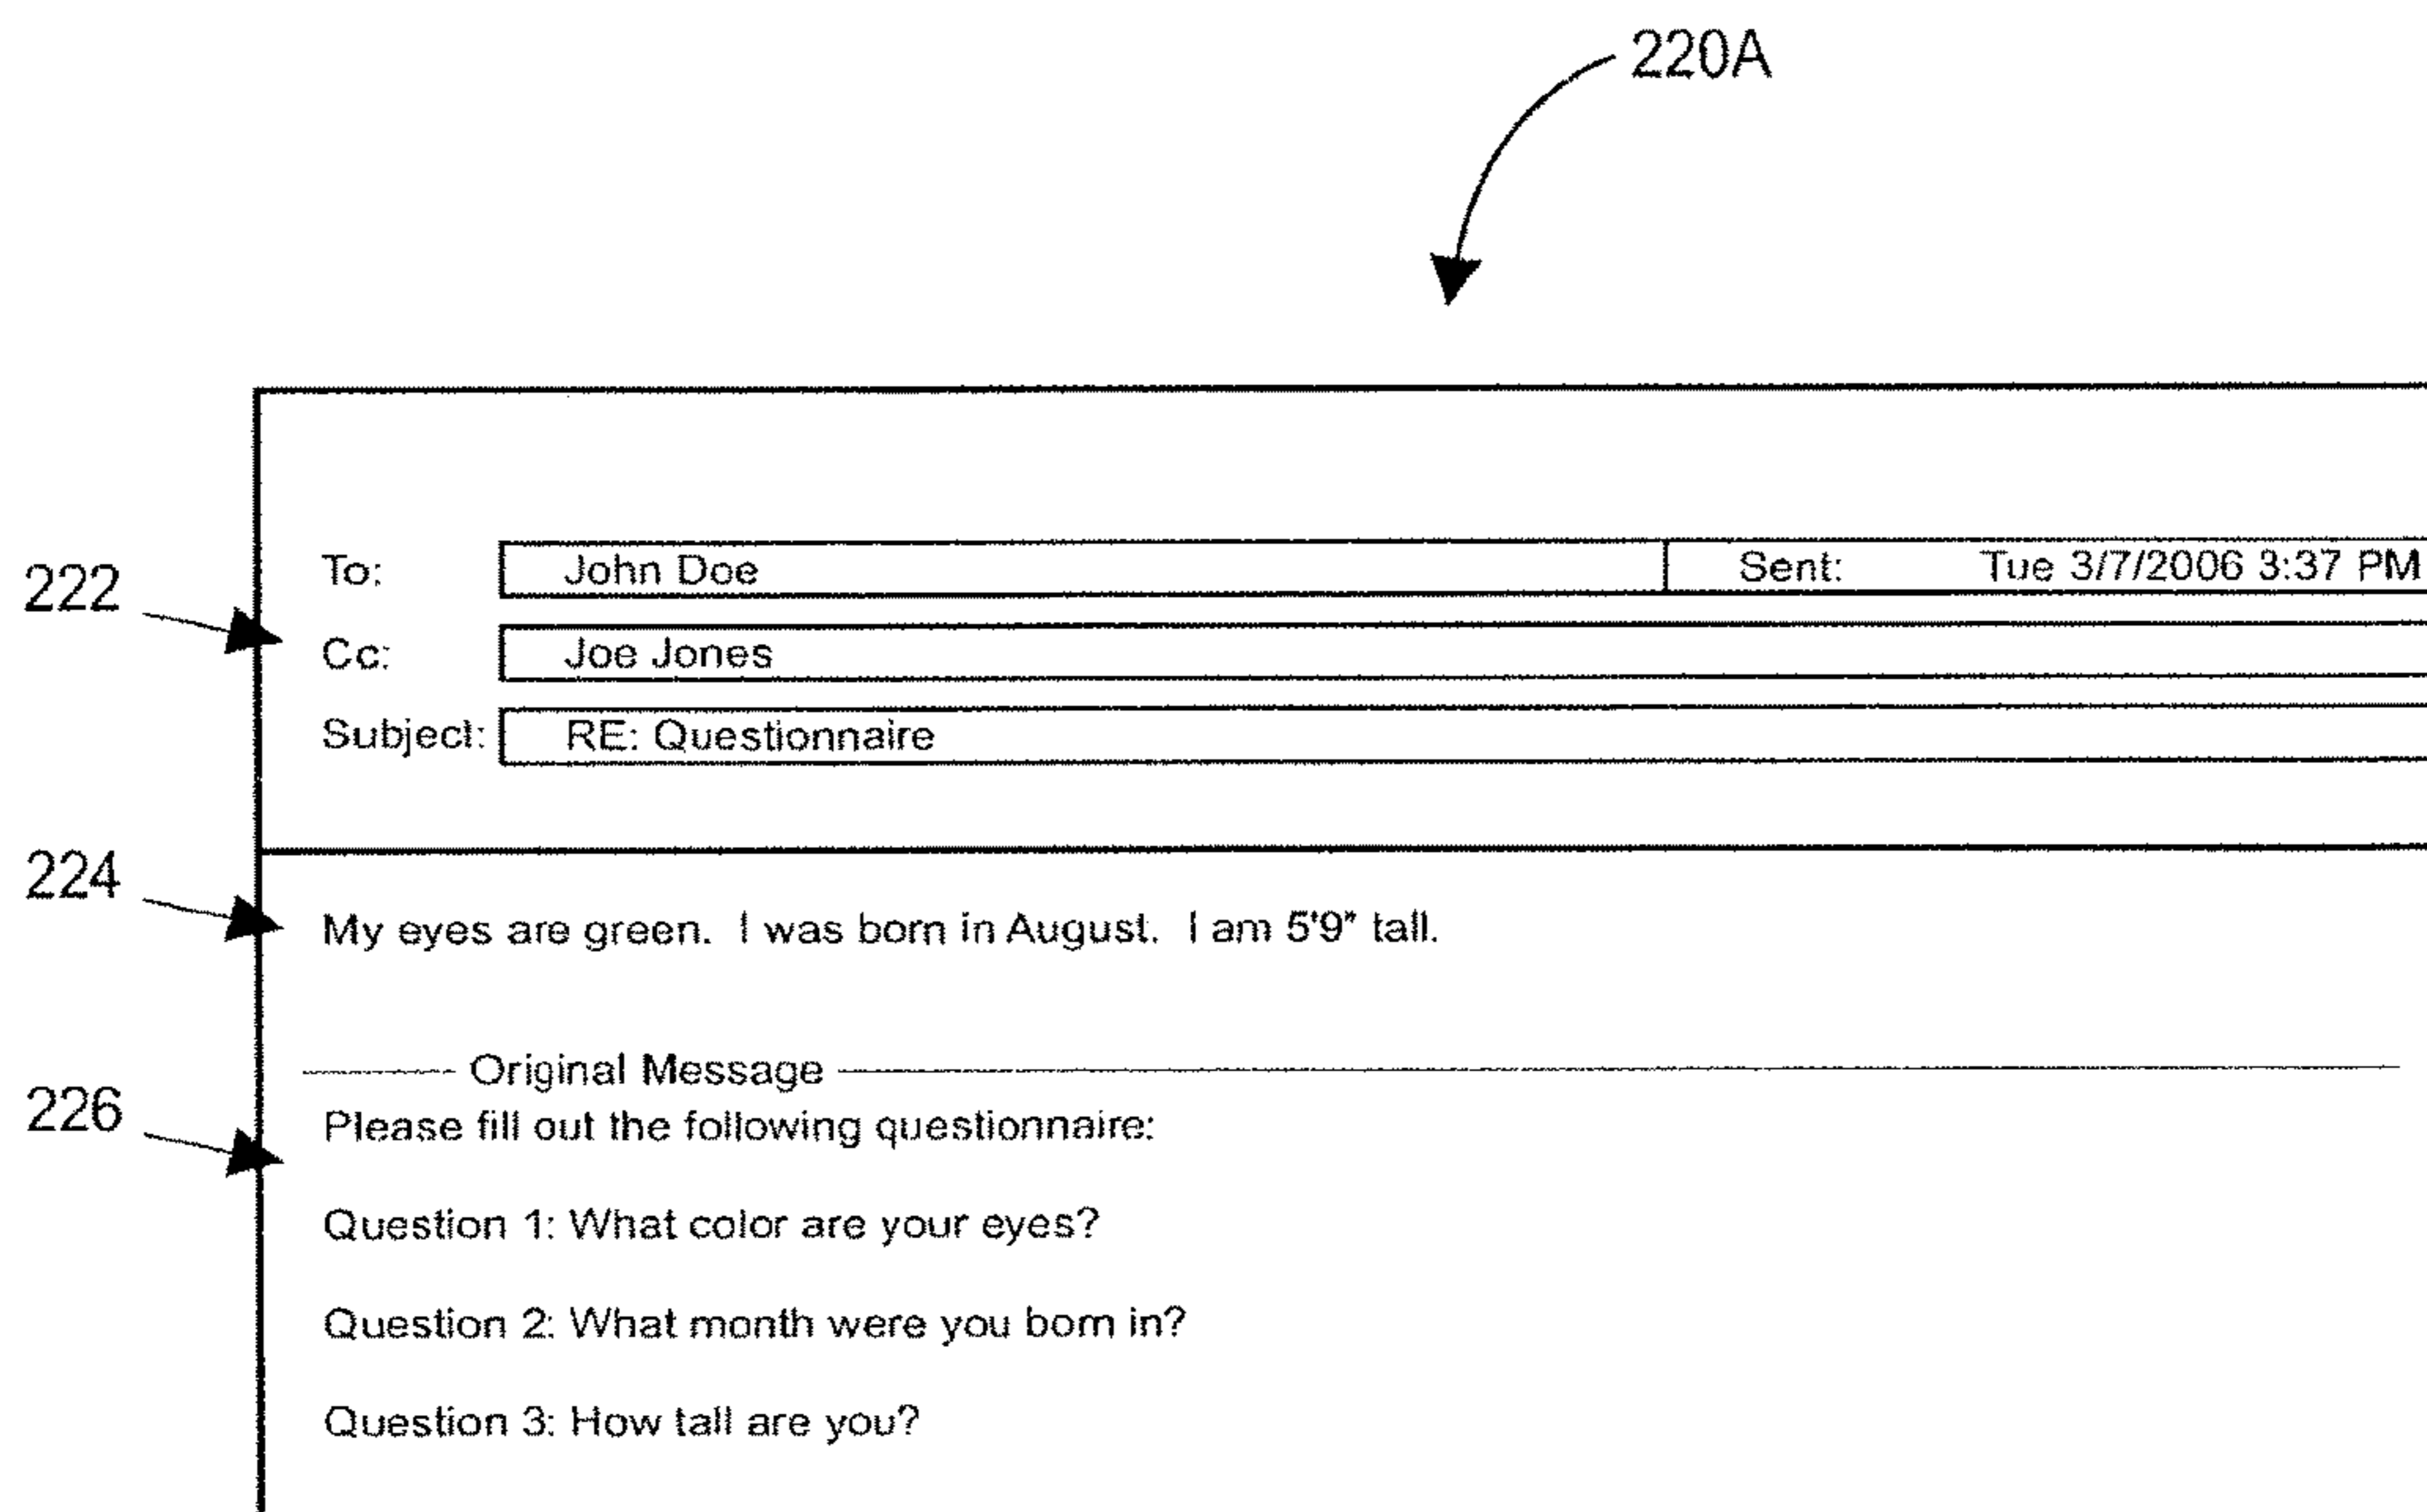 220A
222
To: John Doe Sent: Tue 3/7/2006 3:37 PM
Cc: Joe Jones
Subject: RE: Questionnaire
224
My eyes are green. I was born in August. I am 5'9" tall.
Original Message
226
Please fill out the following questionnaire:
Question 1: What color are your eyes?
Question 2: What month were you born in?
Question 3: How tall are you?